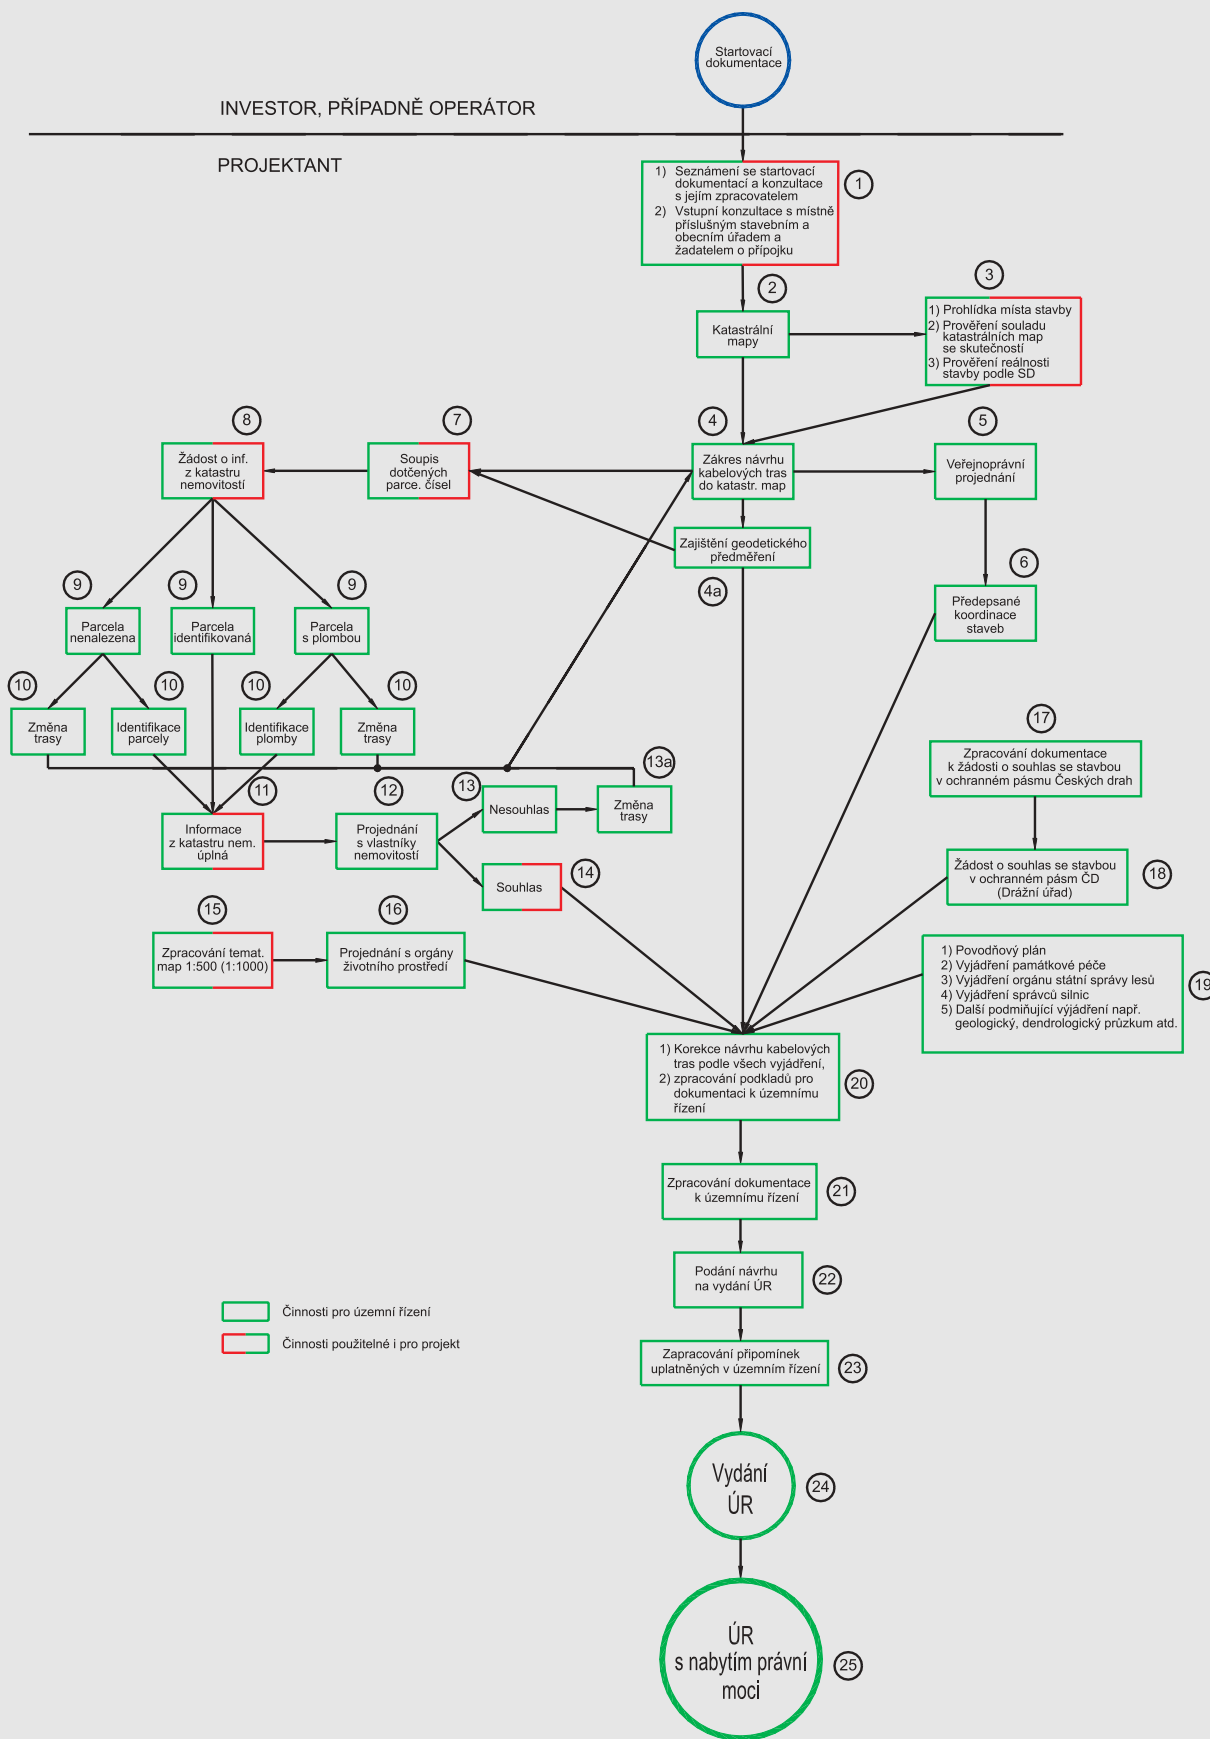 Startovací
dokumentace
INVESTOR, PŘÍPADNĚ OPERÁTOR
PROJEKTANT
1) Seznámení se startovací
dokumentací a konzultace
s jejím zpracovatelem
2) Vstupní konzultace s místně
příslušným stavebním a
obecním úřadem a
žadatelem o přípojku
1
2
Katastrální
mapy
3
1) Prohlídka místa stavby
2) Prověření souladu
katastrálních map
se skutečností
3) Prověření reálnosti
stavby podle SD
8
Žádost o inf.
z katastru
nemovitostí
7
Soupis
dotčených
parce. čísel
4
Zákres návrhu
kabelových tras
do katastr. map
5
Veřejnoprávní
projednání
Zajištění geodetického
předměření
4a
6
Předepsané
koordinace
staveb
9
Parcela
nenalezena
9
Parcela
identifikovaná
9
Parcela
s plombou
10
Změna
trasy
10
Identifikace
parcely
10
Identifikace
plomby
10
Změna
trasy
17
Zpracování dokumentace
k žádosti o souhlas se stavbou
v ochranném pásmu Českých drah
11
Informace
z katastru nem.
úplná
12
Projednání
s vlastníky
nemovitostí
13
Nesouhlas
13a
Změna
trasy
14
Souhlas
18
Žádost o souhlas se stavbou
v ochranném pásm ČD
(Drážní úřad)
15
Zpracování temat.
map 1:500 (1:1000)
16
Projednání s orgány
životního prostředí
1) Povodňový plán
2) Vyjádření památkové péče
3) Vyjádření orgánu státní správy lesů
4) Vyjádření správců silnic
5) Další podmiňující výjádření např.
geologický, dendrologický průzkum atd.
19
1) Korekce návrhu kabelových
tras podle všech vyjádření,
2) zpracování podkladů pro
dokumentaci k územnímu
řízení
20
Zpracování dokumentace
k územnímu řízení
21
Podání návrhu
na vydání ÚR
22
Činnosti pro územní řízení
Činnosti použitelné i pro projekt
Zapracování připomínek
uplatněných v územním řízení
23
Vydání
ÚR
24
ÚR
s nabytím právní
moci
25